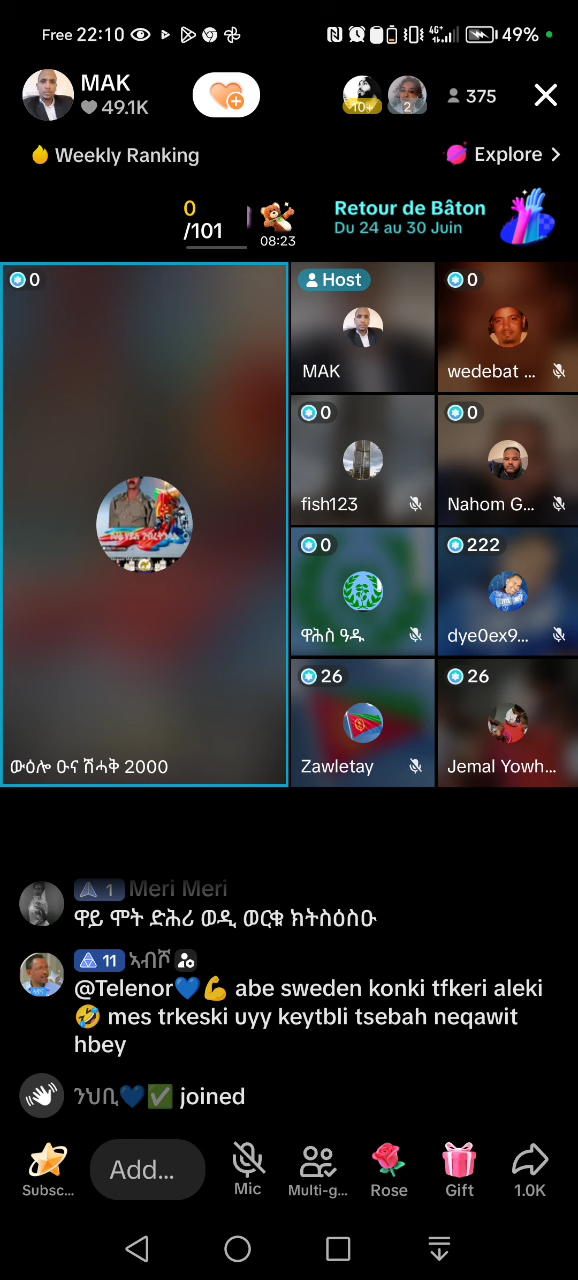 Free 22:10
4G+
49%
MAK
49.1K
10+
2
375
Weekly Ranking
Explore
0
/101
08:23
Retour de Bâton
Du 24 au 30 Juin
0
Host
MAK
0
wedebat ...
0
fish123
0
Nahom G...
0
ዋሕስ ዓዱ
222
dye0ex9...
26
Zawletay
26
Jemal Yowh...
ውዕሎ ዑና ሽሓቅ 2000
1 Meri Meri
ዋይ ሞት ድሕሪ ወዲ ወርቁ ክትስዕስዑ
11 ኣብሾ
@Telenor💙💪 abe sweden konki tfkeri aleki
🤣 mes trkeski uyy keytbli tsebah neqawit
hbey
ንህቢ💙✅ joined
Add...
Subsc...
Mic
Multi-g...
Rose
Gift
1.0K